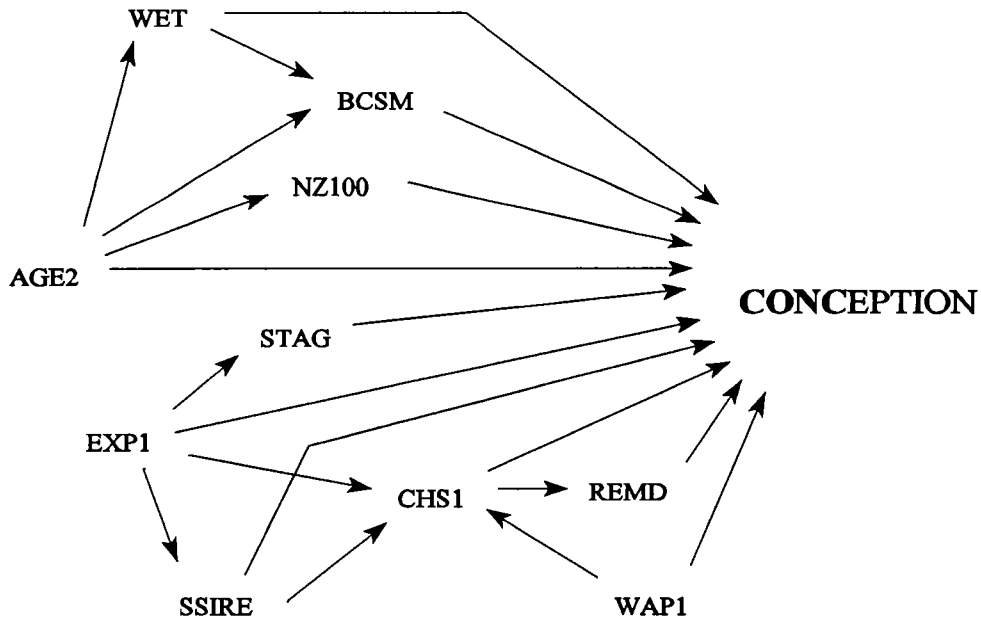 WET
BCSM
NZ100
AGE2
CONCEPTION
STAG
EXP1
CHS1
REMD
SSIRE
WAP1